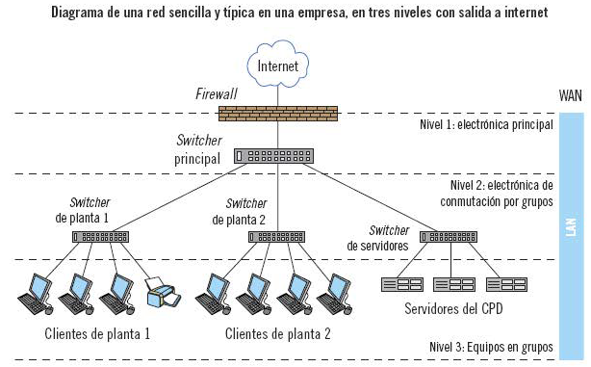 Diagrama de una red sencilla y típica en una empresa, en tres niveles con salida a internet
Internet
Firewall
WAN
Nivel 1: electrónica principal
Switcher
principal
Nivel 2: electrónica de
conmutación por grupos
Switcher
de planta 1
Switcher
de planta 2
Switcher
de servidores
LAN
Clientes de planta 1
Clientes de planta 2
Servidores del CPD
Nivel 3: Equipos en grupos